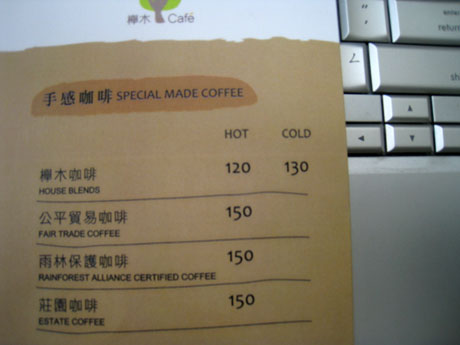 櫸木 Café
手感咖啡 SPECIAL MADE COFFEE
HOT COLD
櫸木咖啡 120 130
HOUSE BLENDS
公平貿易咖啡 150
FAIR TRADE COFFEE
雨林保護咖啡 150
RAINFOREST ALLIANCE CERTIFIED COFFEE
莊園咖啡 150
ESTATE COFFEE
enter
return
sh